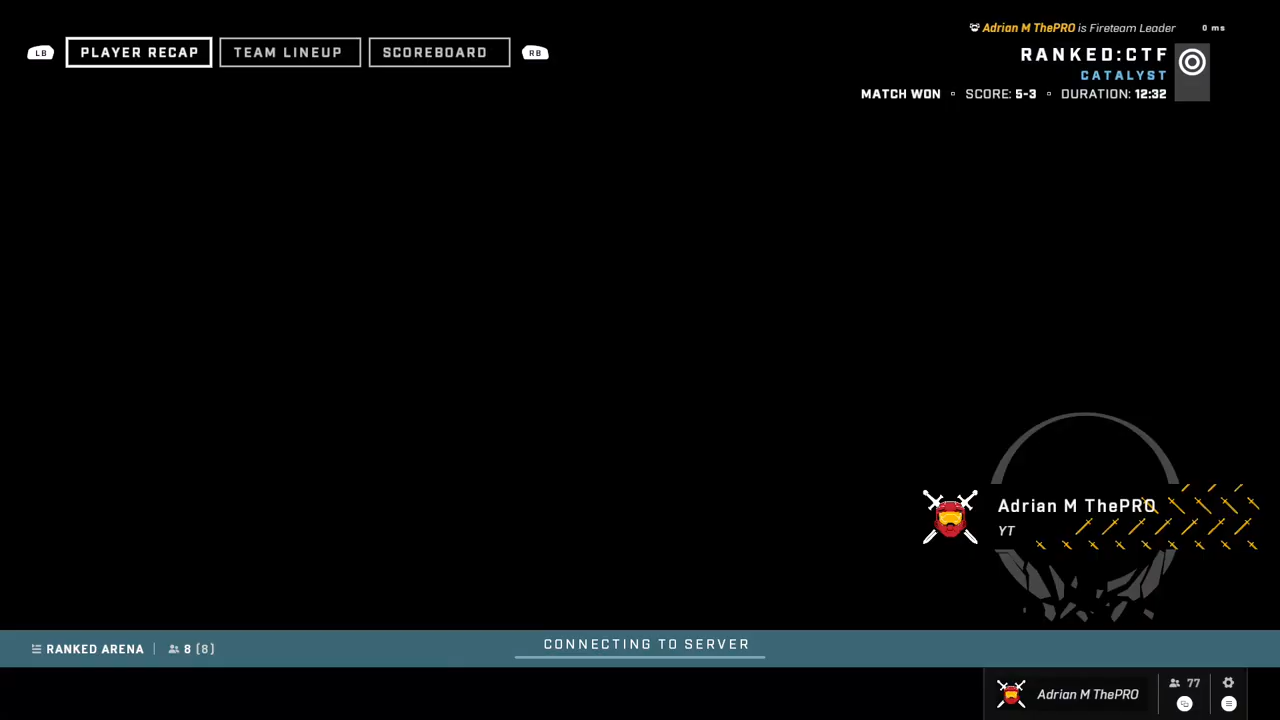 LB
PLAYER RECAP
TEAM LINEUP
SCOREBOARD
RB
Adrian M ThePRO is Fireteam Leader
0 ms
RANKED:CTF
CATALYST
MATCH WON ▫ SCORE: 5-3 ▫ DURATION: 12:32
Adrian M ThePRO
YT
RANKED ARENA
8 (8)
CONNECTING TO SERVER
Adrian M ThePRO
77